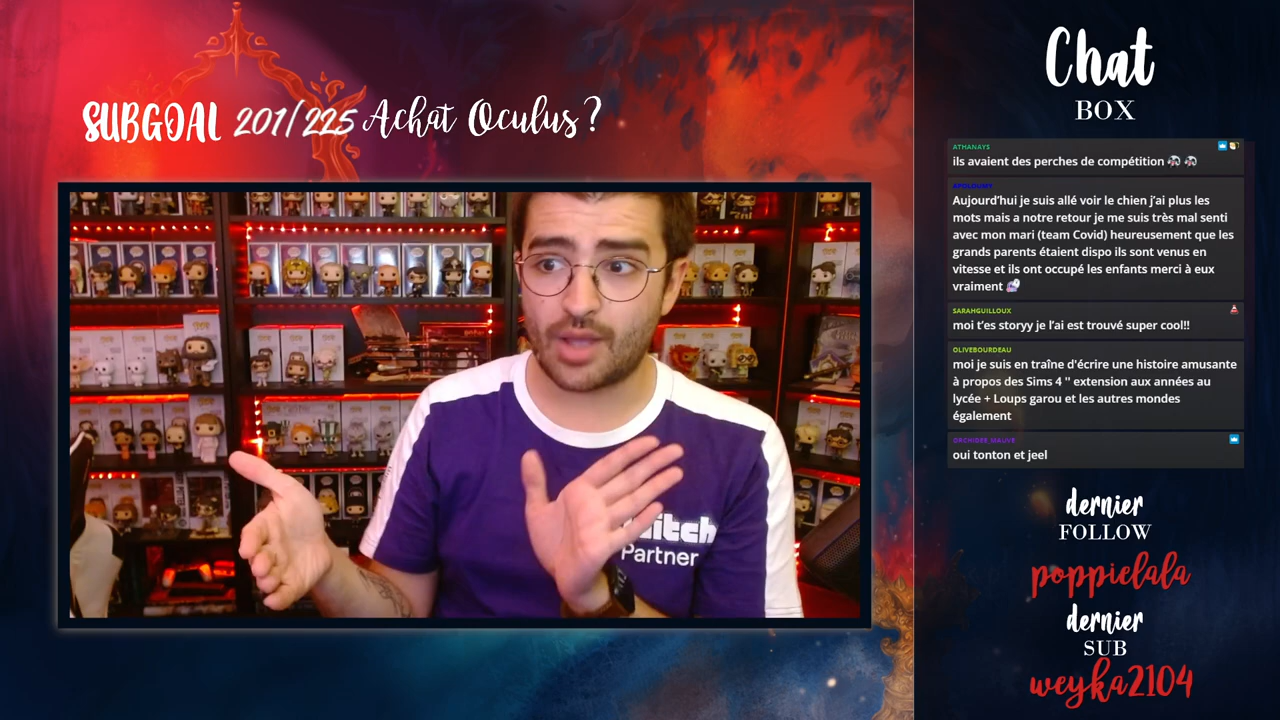 SUBGOAL 201/225 Achat Oculus?
itch
Partner
Chat
BOX
ATHANAYS
ils avaient des perches de compétition
APOLOUMY
Aujourd'hui je suis allé voir le chien j'ai plus les
mots mais a notre retour je me suis très mal senti
avec mon mari (team Covid) heureusement que les
grands parents étaient dispo ils sont venus en
vitesse et ils ont occupé les enfants merci à eux
vraiment
SARAHGUILLOUX
moi t'es storyy je l'ai est trouvé super cool!!
OLIVEBOURDEAU
moi je suis en traîne d'écrire une histoire amusante
à propos des Sims 4 " extension aux années au
lycée + Loups garou et les autres mondes
également
ORCHIDEE_MAUVE
oui tonton et jeel
dernier
FOLLOW
poppielala
dernier
SUB
weyka2104